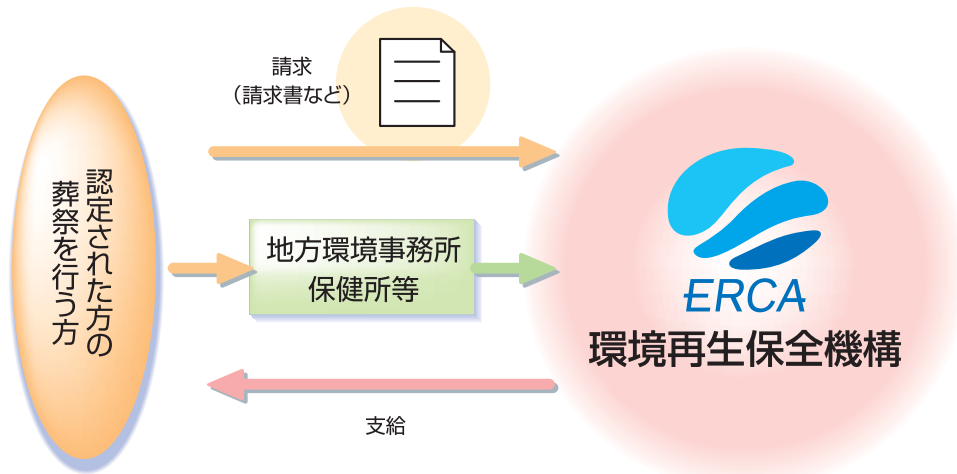 請求
（請求書など）
認定された方の
葬祭を行う方
地方環境事務所
保健所等
ERCA
環境再生保全機構
支給